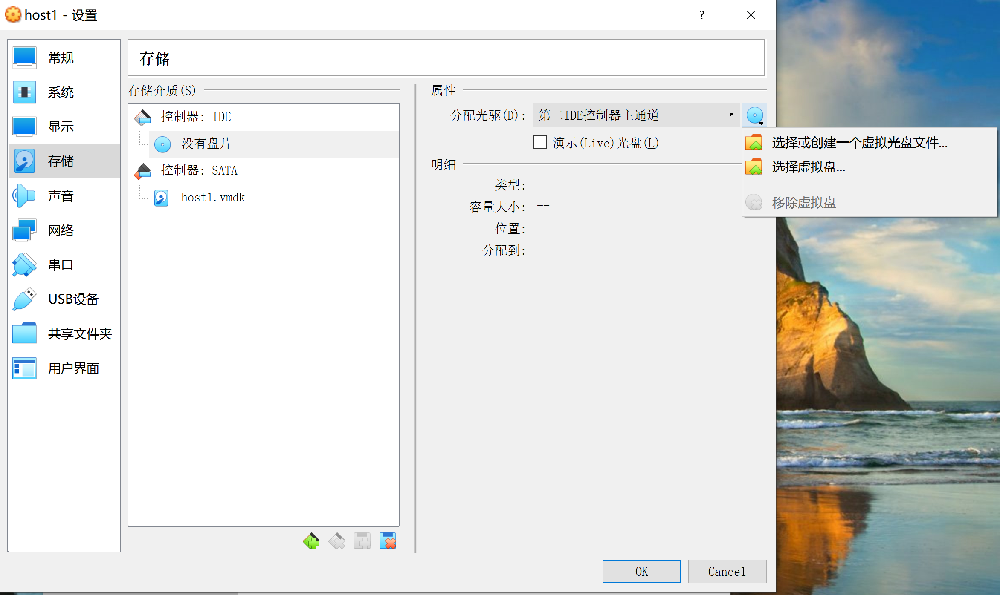 host1 - 设置
?
常规
系统
显示
存储
声音
网络
串口
USB设备
共享文件夹
用户界面
存储
存储介质(S)
控制器: IDE
没有盘片
控制器: SATA
host1.vmdk
属性
分配光驱(D): 第二IDE控制器主通道
演示(Live)光盘(L)
明细
类型: --
容量大小: --
位置: --
分配到: --
选择或创建一个虚拟光盘文件...
选择虚拟盘...
移除虚拟盘
OK
Cancel